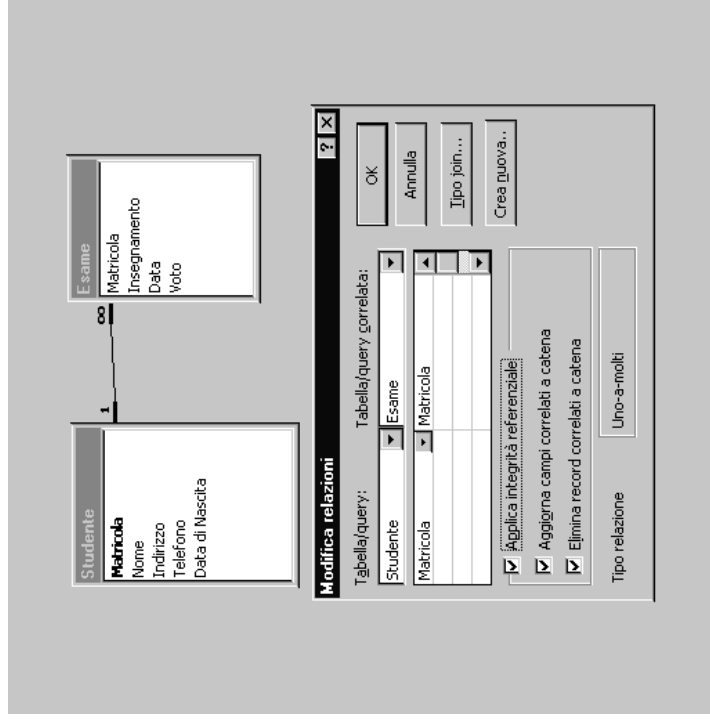 Studente
Matricola
Nome
Indirizzo
Telefono
Data di Nascita
1
∞
Esame
Matricola
Insegnamento
Data
Voto
Modifica relazioni
? X
Tabella/query:
Tabella/query correlata:
Studente
Esame
Matricola
Matricola
Applica integrità referenziale
Aggiorna campi correlati a catena
Elimina record correlati a catena
Tipo relazione
Uno-a-molti
OK
Annulla
Tipo join...
Crea nuova..